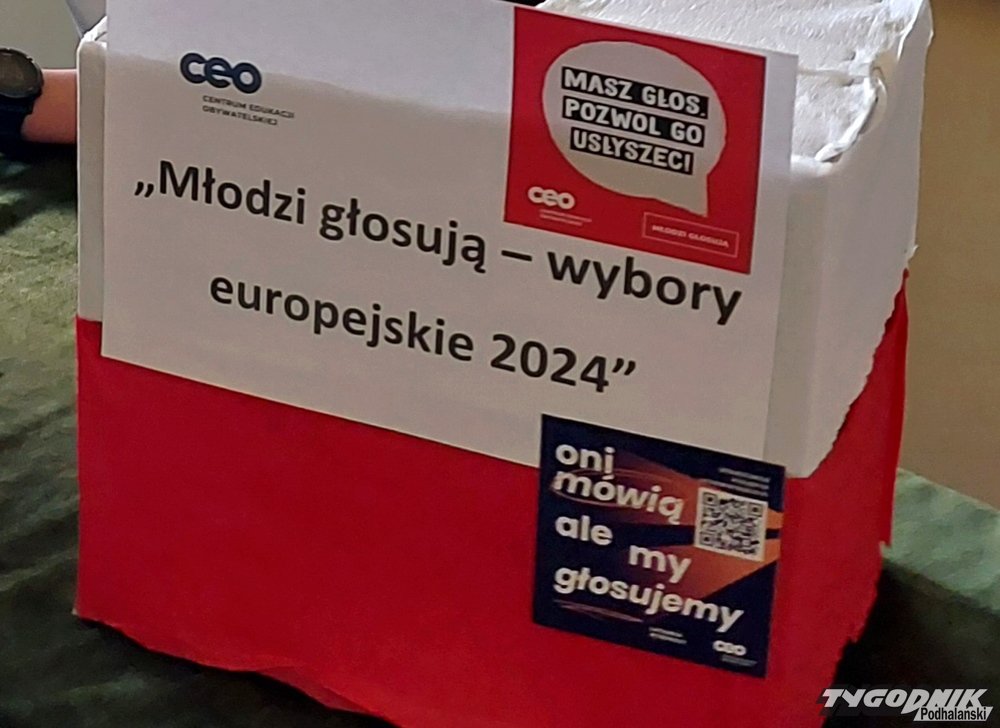 ceo
CENTRUM EDUKACJI
OBYWATELSKIEJ
MASZ GŁOS.
POZWOL GO
USŁYSZEĆ!
ceo
MŁODZI GŁOSUJĄ
„Młodzi głosują – wybory
europejskie 2024”
oni
mówią
ale my
głosujemy
ceo
TYGODNIK
Podhalański